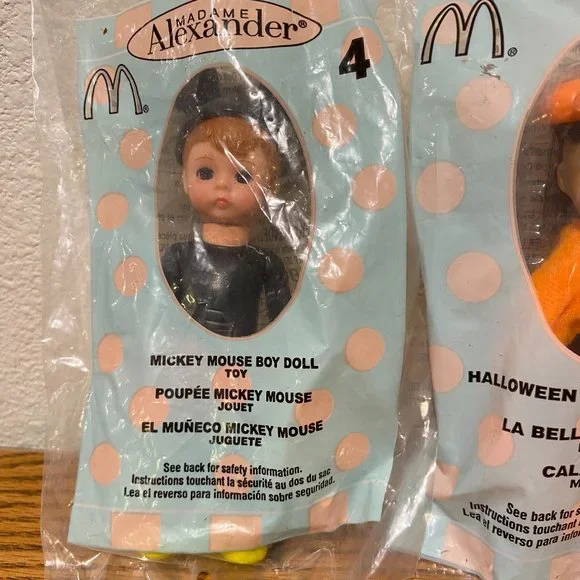 MADAME
Alexander®
4
M®
MICKEY MOUSE BOY DOLL
TOY
POUPÉE MICKEY MOUSE
JOUET
EL MUÑECO MICKEY MOUSE
JUGUETE
See back for safety information.
Instructions touchant la sécurité au dos du sac
Lea el reverso para información sobre seguridad.
M®
HALLOWEEN
LA BELL
CAL
See back for s
Instructions touchant
Lea el reverso para infor